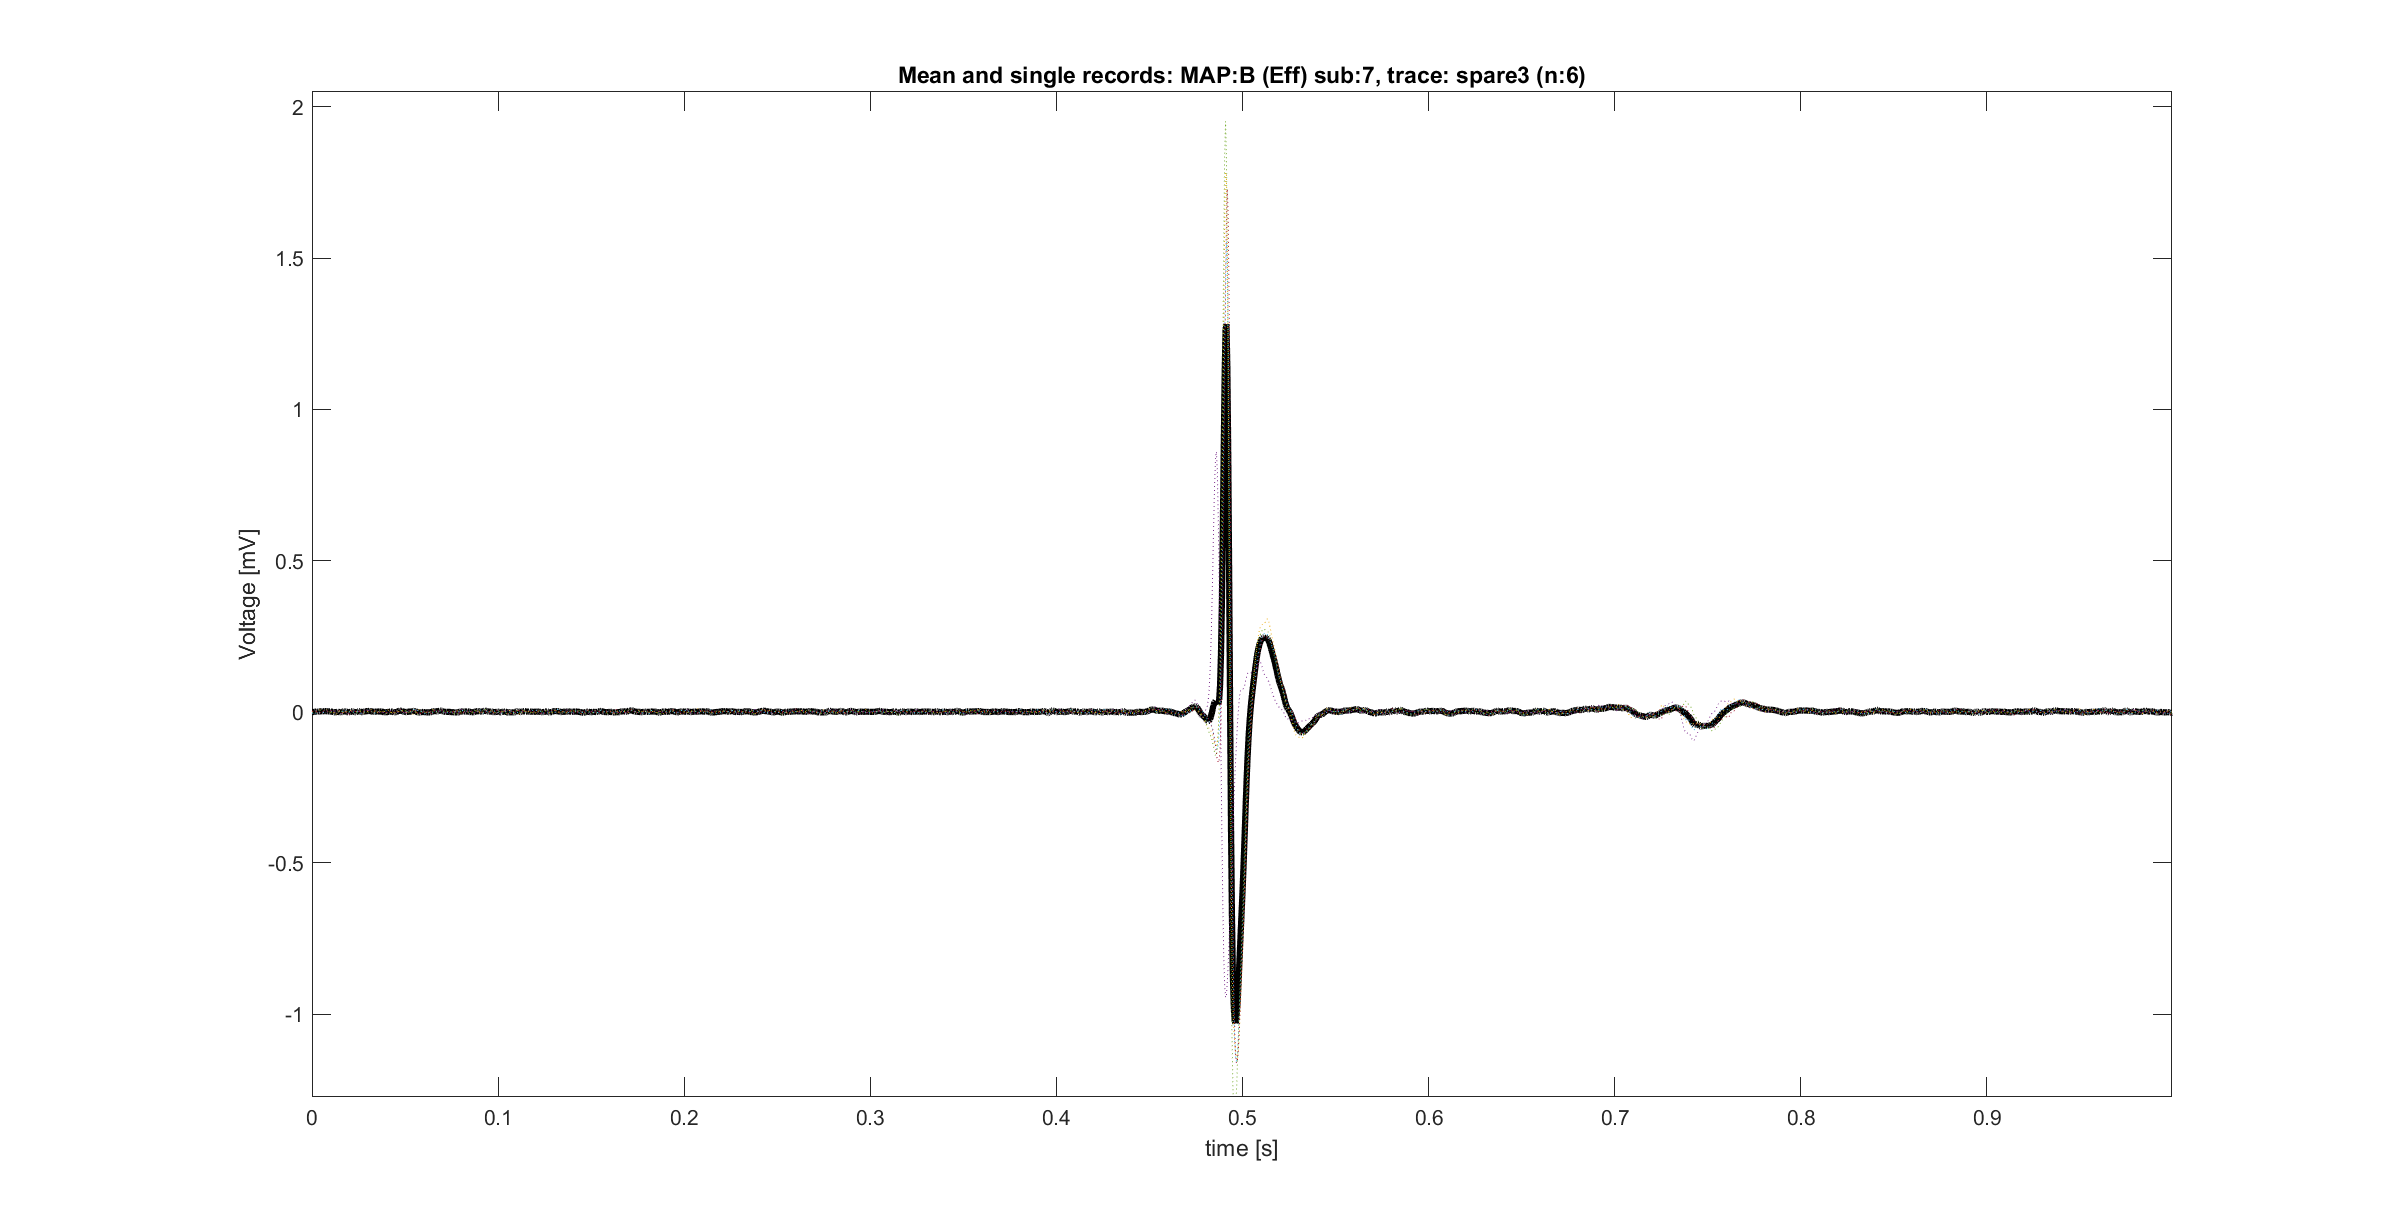 Mean and single records: MAP:B (Eff) sub:7, trace: spare3 (n:6)
2
1.5
1
0.5
0
-0.5
-1
Voltage [mV]
0 0.1 0.2 0.3 0.4 0.5 0.6 0.7 0.8 0.9
time [s]